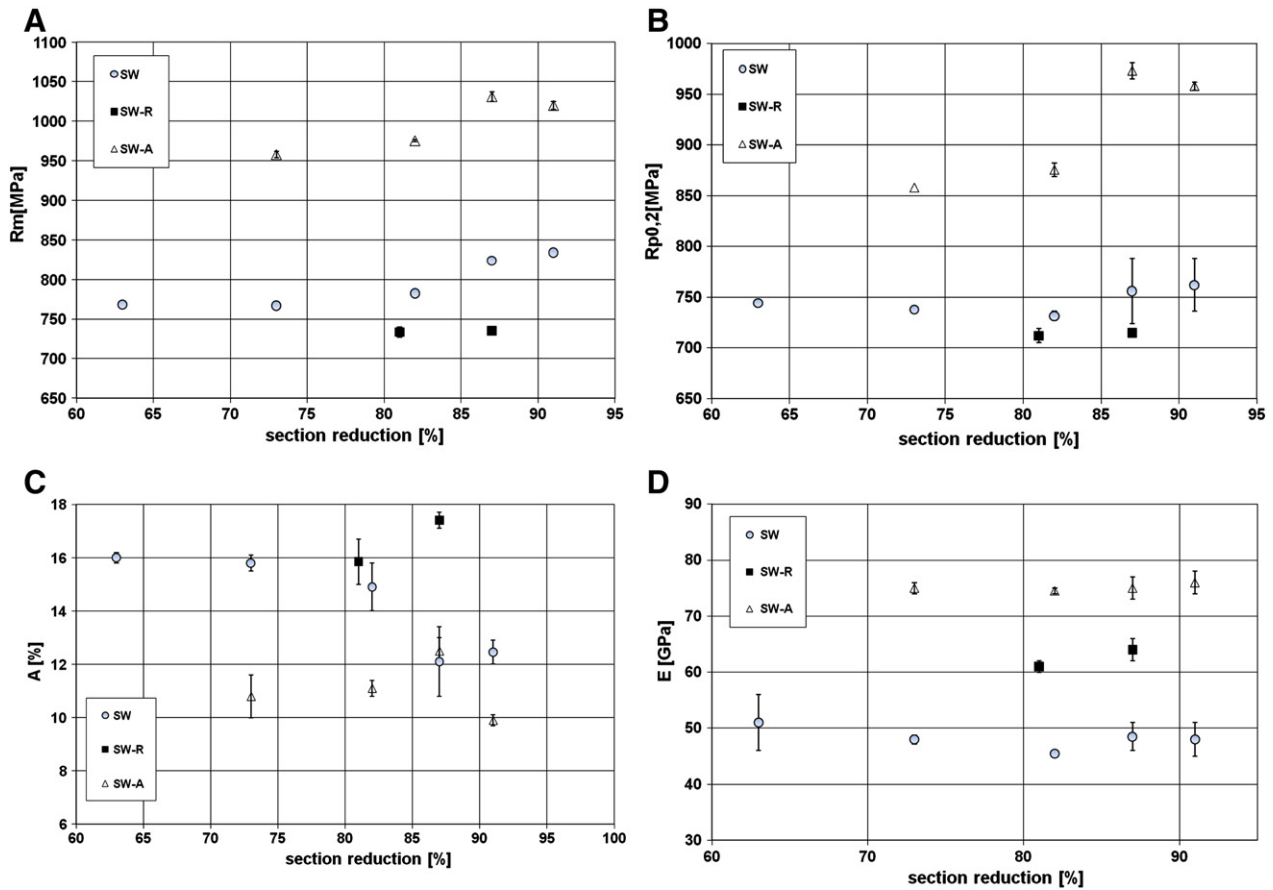 A
1100
1050
1000
950
900
850
800
750
700
650
60 65 70 75 80 85 90 95
Rm[MPa]
section reduction [%]
SW
SW-R
SW-A
B
1000
950
900
850
800
750
700
650
60 65 70 75 80 85 90 95
Rp0,2[MPa]
section reduction [%]
SW
SW-R
SW-A
C
18
16
14
12
10
8
6
60 65 70 75 80 85 90 95 100
A [%]
section reduction [%]
SW
SW-R
SW-A
D
90
80
70
60
50
40
30
60 70 80 90
E [GPa]
section reduction [%]
SW
SW-R
SW-A